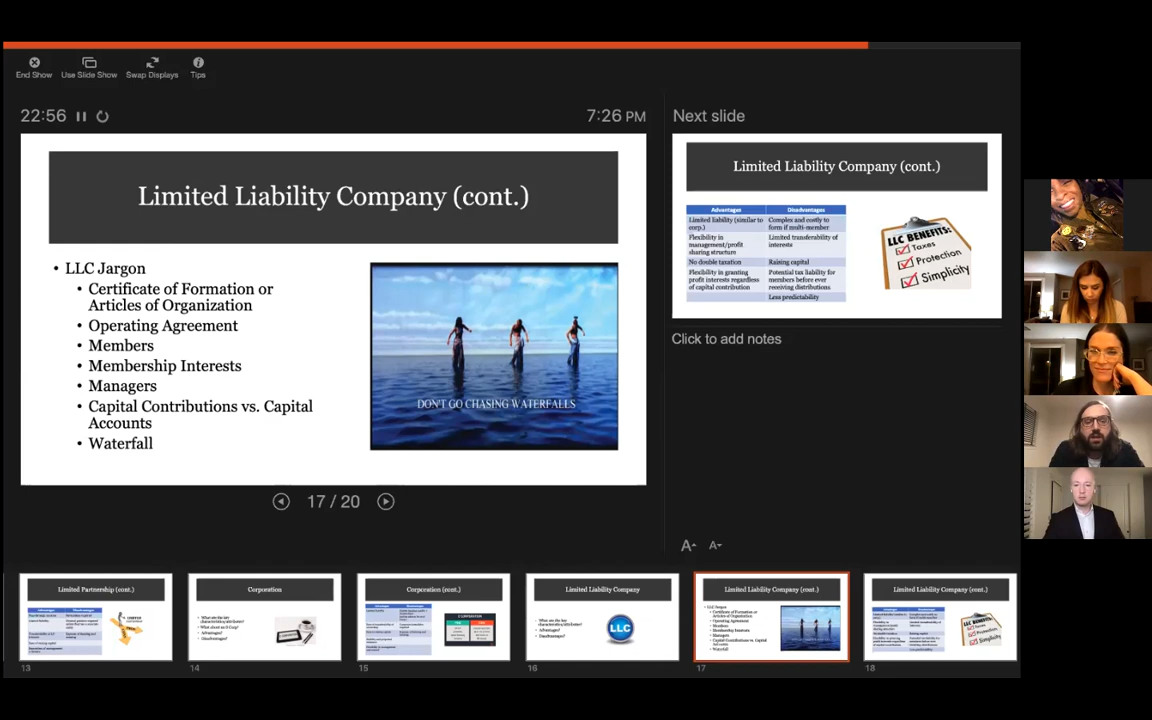 End Show
Use Slide Show
Swap Displays
Tips
22:56
7:26 PM
Next slide
Limited Liability Company (cont.)
• LLC Jargon
• Certificate of Formation or
Articles of Organization
• Operating Agreement
• Members
• Membership Interests
• Managers
• Capital Contributions vs. Capital
Accounts
• Waterfall
DON'T GO CHASING WATERFALLS
17 / 20
Limited Liability Company (cont.)
Advantages
Disadvantages
Limited liability (similar to
corp.)
Complex and costly to
form if multi-member
Flexibility in
management/profit
sharing structure
Limited transferability of
interests
No double taxation
Raising capital
Flexibility in granting
profit interests regardless
of capital contribution
Potential tax liability for
members before ever
receiving distributions
Less predictability
LLC BENEFITS:
Taxes
Protection
Simplicity
Click to add notes
A A
Limited Partnership (cont.)
13
Corporation
14
Corporation (cont.)
15
Limited Liability Company
LLC
16
Limited Liability Company (cont.)
17
Limited Liability Company (cont.)
18